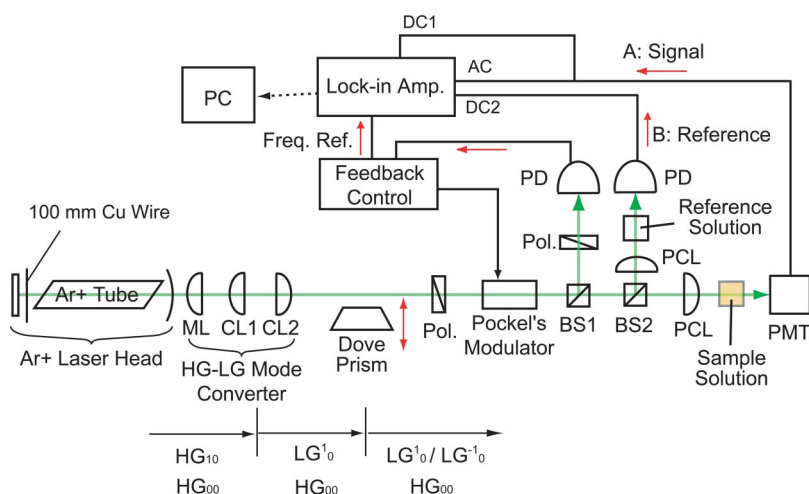 DC1
A: Signal
AC
Lock-in Amp.
PC
DC2
B: Reference
Freq. Ref.
Feedback
Control
PD
PD
100 mm Cu Wire
Reference
Solution
Pol.
PCL
Ar+ Tube
ML
CL1
CL2
Pol.
Pockel's
Modulator
BS1
BS2
PCL
PMT
Ar+ Laser Head
HG-LG Mode
Converter
Dove
Prism
Sample
Solution
HG₁₀
LG¹₀
LG¹₀ / LG⁻¹₀
HG₀₀
HG₀₀
HG₀₀